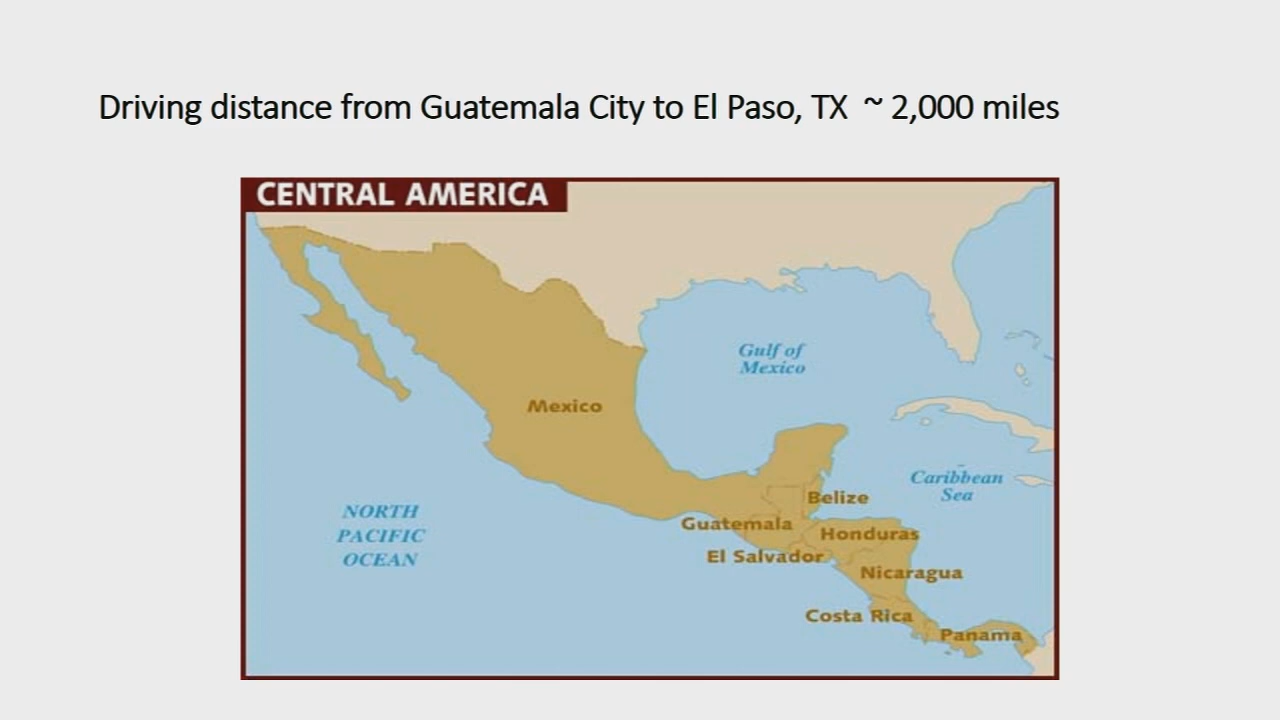 Driving distance from Guatemala City to El Paso, TX ~ 2,000 miles
CENTRAL AMERICA
Gulf of
Mexico
Mexico
Caribbean
Sea
Belize
NORTH
PACIFIC
OCEAN
Guatemala
Honduras
El Salvador
Nicaragua
Costa Rica
Panama